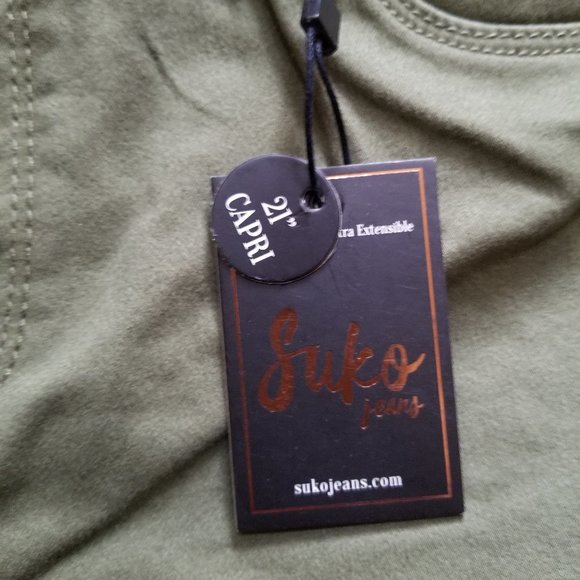 21"
CAPRI
Extensible
Suko
jeans
sukojeans.com